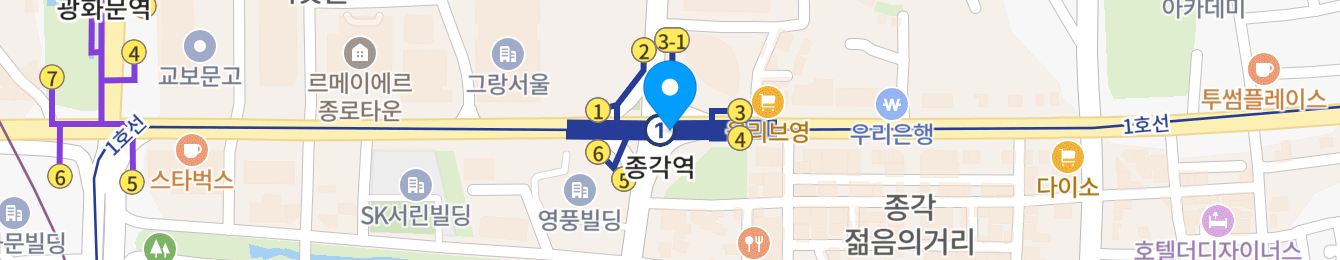 광화문역
아카데미
4
2
3-1
7
교보문고
르메이에르
종로타운
그랑서울
투썸플레이스
1
3
1
1호선
4
올리브영
우리은행
1호선
6
종각역
6
5
스타벅스
5
다이소
SK서린빌딩
영풍빌딩
종각
젊음의거리
문빌딩
호텔더디자이너스